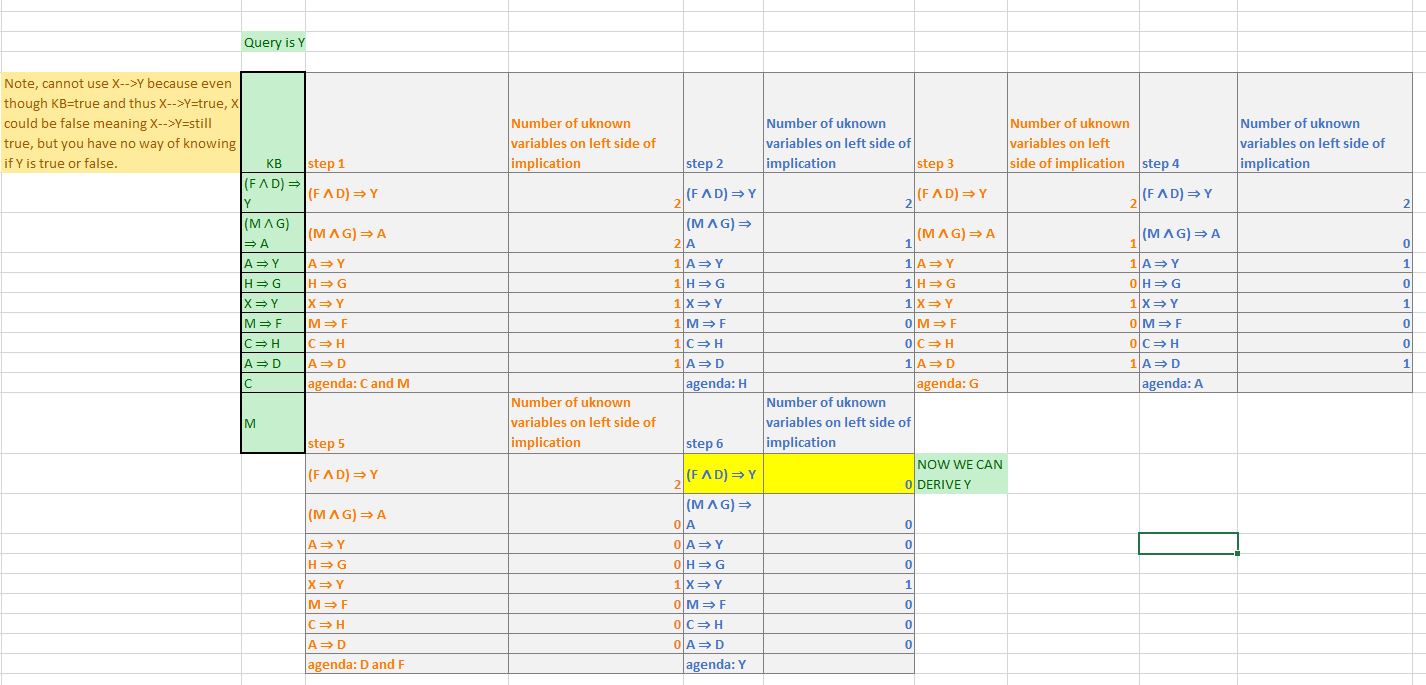 Query is Y
Note, cannot use X-->Y because even
though KB=true and thus X-->Y=true, X
could be false meaning X-->Y=still
true, but you have no way of knowing
if Y is true or false.
KB
step 1
Number of uknown
variables on left side of
implication
step 2
Number of uknown
variables on left side of
implication
step 3
Number of uknown
variables on left
side of implication
step 4
Number of uknown
variables on left side of
implication
(F ∧ D) ⇒
Y
(F ∧ D) ⇒ Y
2
(F ∧ D) ⇒ Y
2
(F ∧ D) ⇒ Y
2
(F ∧ D) ⇒ Y
2
(M ∧ G)
⇒ A
(M ∧ G) ⇒ A
2
(M ∧ G) ⇒
A
1
(M ∧ G) ⇒ A
1
(M ∧ G) ⇒ A
0
A ⇒ Y
A ⇒ Y
1
A ⇒ Y
1
A ⇒ Y
1
A ⇒ Y
1
H ⇒ G
H ⇒ G
1
H ⇒ G
1
H ⇒ G
0
H ⇒ G
0
X ⇒ Y
X ⇒ Y
1
X ⇒ Y
1
X ⇒ Y
1
X ⇒ Y
1
M ⇒ F
M ⇒ F
1
M ⇒ F
0
M ⇒ F
0
M ⇒ F
0
C ⇒ H
C ⇒ H
1
C ⇒ H
0
C ⇒ H
0
C ⇒ H
0
A ⇒ D
A ⇒ D
1
A ⇒ D
1
A ⇒ D
1
A ⇒ D
1
C
agenda: C and M
agenda: H
agenda: G
agenda: A
M
step 5
Number of uknown
variables on left side of
implication
step 6
Number of uknown
variables on left side of
implication
(F ∧ D) ⇒ Y
2
(F ∧ D) ⇒ Y
0
NOW WE CAN
DERIVE Y
(M ∧ G) ⇒ A
0
(M ∧ G) ⇒
A
0
A ⇒ Y
0
A ⇒ Y
0
H ⇒ G
0
H ⇒ G
0
X ⇒ Y
1
X ⇒ Y
1
M ⇒ F
0
M ⇒ F
0
C ⇒ H
0
C ⇒ H
0
A ⇒ D
0
A ⇒ D
0
agenda: D and F
agenda: Y